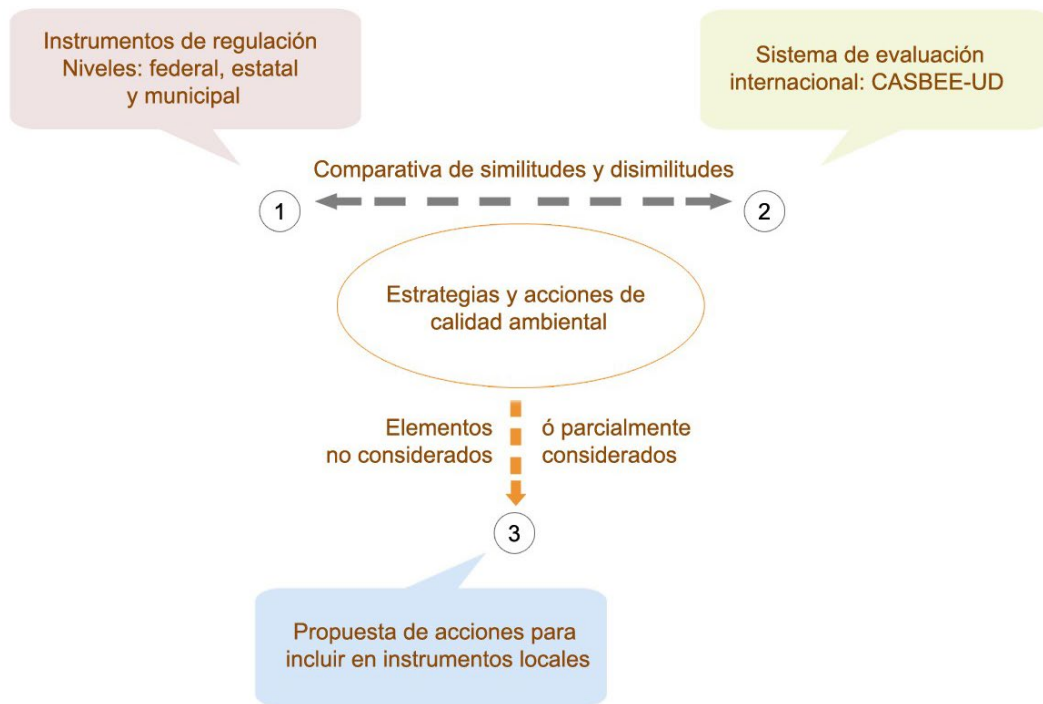 Instrumentos de regulación
Niveles: federal, estatal
y municipal
Sistema de evaluación
internacional: CASBEE-UD
Comparativa de similitudes y disimilitudes
1
2
Estrategias y acciones de
calidad ambiental
Elementos
no considerados
ó parcialmente
considerados
3
Propuesta de acciones para
incluir en instrumentos locales